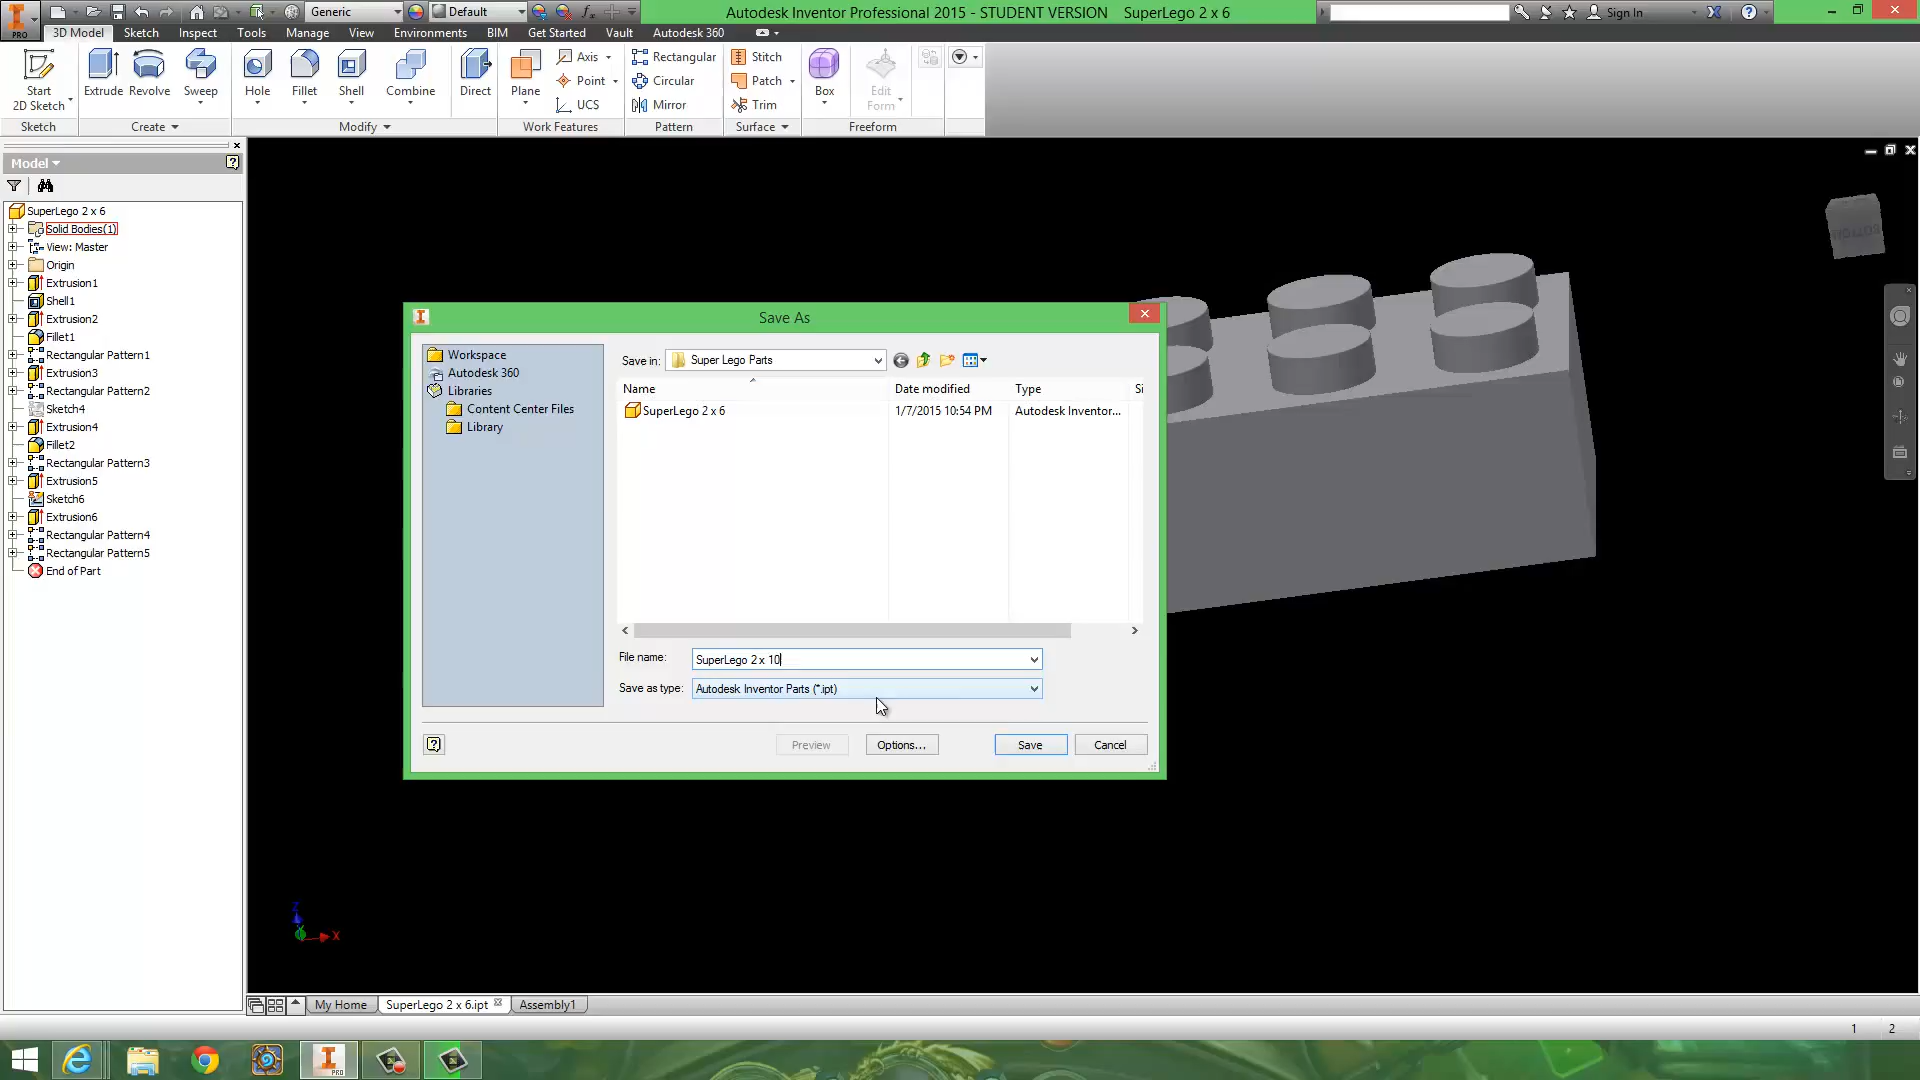 Generic
Default
Autodesk Inventor Professional 2015 - STUDENT VERSION SuperLego 2 x 6
Sign In
PRO
3D Model Sketch Inspect Tools Manage View Environments BIM Get Started Vault Autodesk 360
Start
2D Sketch
Extrude Revolve Sweep
Hole Fillet Shell Combine
Direct
Plane
Axis
Point
UCS
Rectangular
Circular
Mirror
Stitch
Patch
Trim
Box
Edit
Form
Sketch Create Modify Work Features Pattern Surface Freeform
Model
SuperLego 2 x 6
Solid Bodies(1)
View: Master
Origin
Extrusion1
Shell1
Extrusion2
Fillet1
Rectangular Pattern1
Extrusion3
Rectangular Pattern2
Sketch4
Extrusion4
Fillet2
Rectangular Pattern3
Extrusion5
Sketch6
Extrusion6
Rectangular Pattern4
Rectangular Pattern5
End of Part
BOTTOM
Save As
Workspace
Autodesk 360
Libraries
Content Center Files
Library
Save in: Super Lego Parts
Name Date modified Type Si
SuperLego 2 x 6 1/7/2015 10:54 PM Autodesk Inventor...
File name: SuperLego 2 x 10
Save as type: Autodesk Inventor Parts (*.ipt)
Preview Options... Save Cancel
Z
Y
X
My Home SuperLego 2 x 6.ipt Assembly1
1 2
PRO